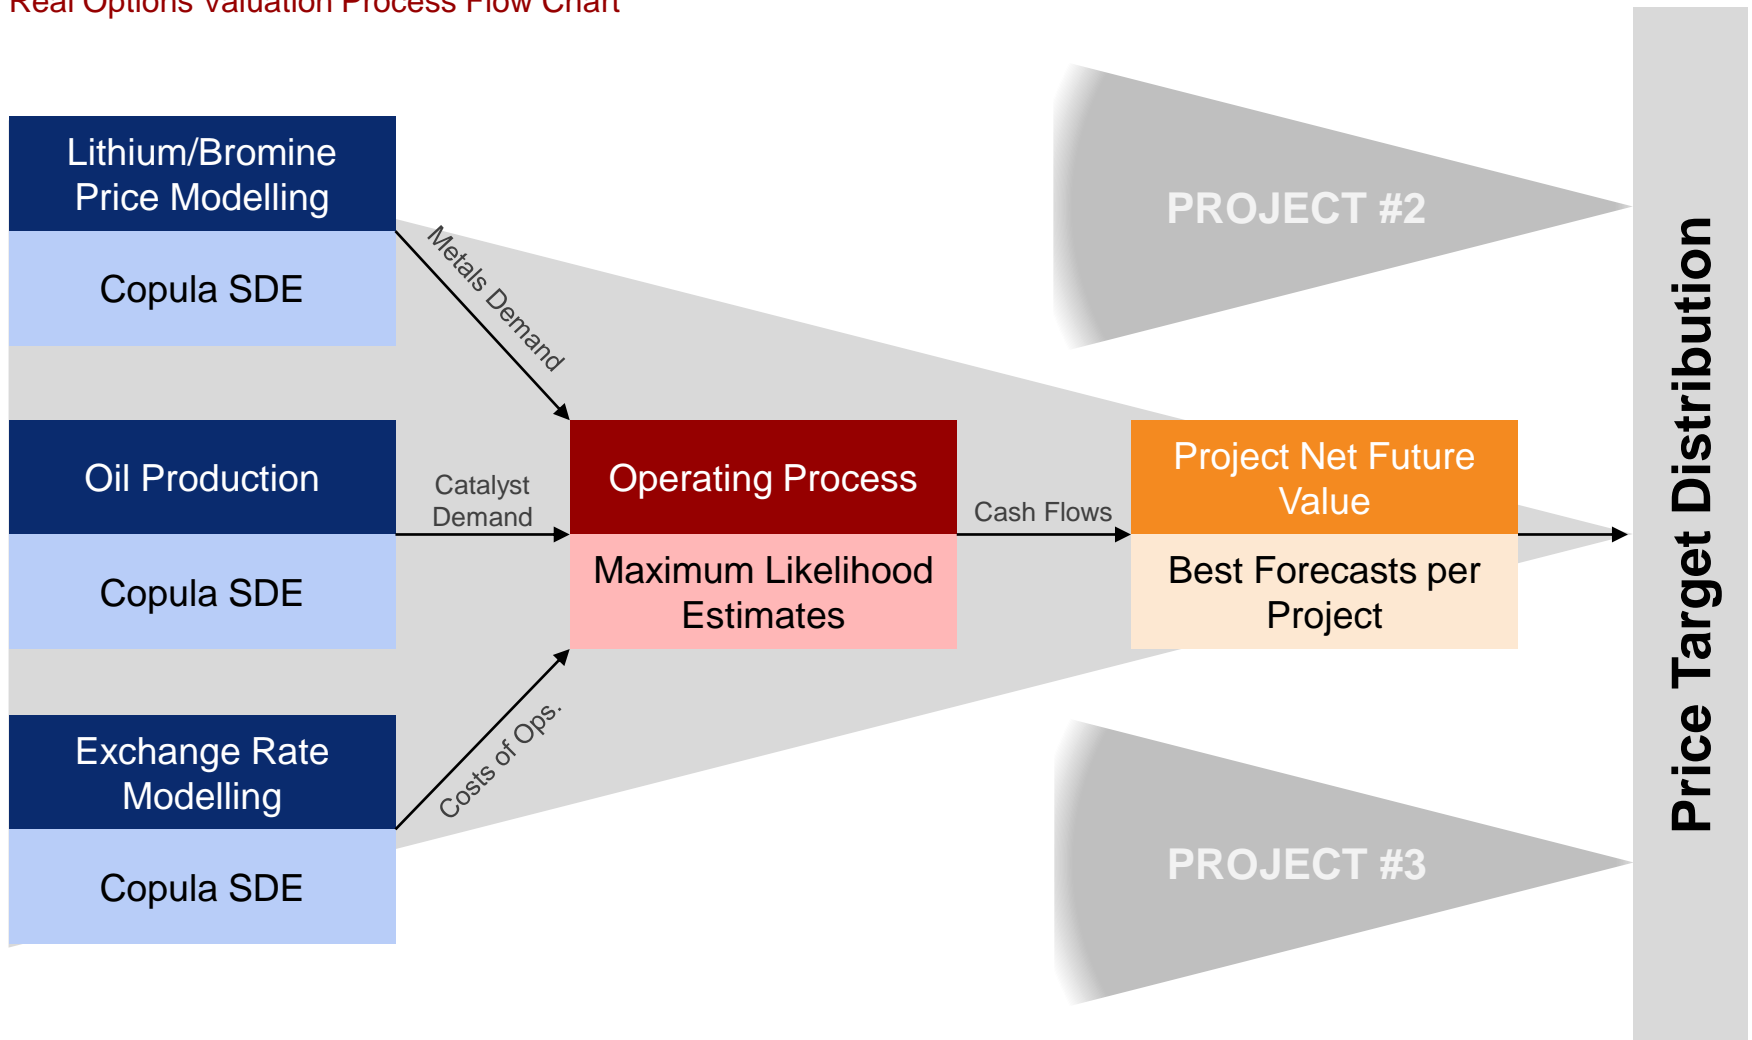 Real Options Valuation Process Flow Chart
Lithium/Bromine
Price Modelling
Copula SDE
Metals Demand
Oil Production
Copula SDE
Catalyst
Demand
Exchange Rate
Modelling
Copula SDE
Costs of Ops.
Operating Process
Maximum Likelihood
Estimates
Cash Flows
Project Net Future
Value
Best Forecasts per
Project
PROJECT #2
PROJECT #3
Price Target Distribution